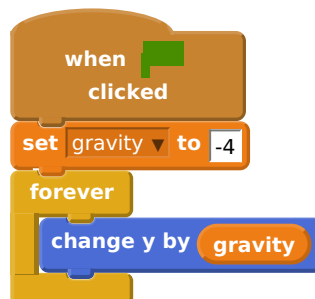 when
clicked
set gravity ▼ to -4
forever
change y by gravity